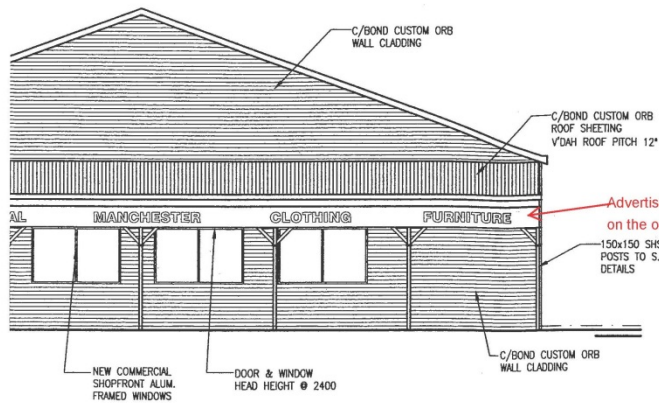 C/BOND CUSTOM ORB
WALL CLADDING
C/BOND CUSTOM ORB
ROOF SHEETING
V'DAH ROOF PITCH 12°
AL MANCHESTER CLOTHING FURNITURE
Advertis
on the o
150x150 SHS
POSTS TO S.
DETAILS
NEW COMMERCIAL
SHOPFRONT ALUM.
FRAMED WINDOWS
DOOR & WINDOW
HEAD HEIGHT @ 2400
C/BOND CUSTOM ORB
WALL CLADDING